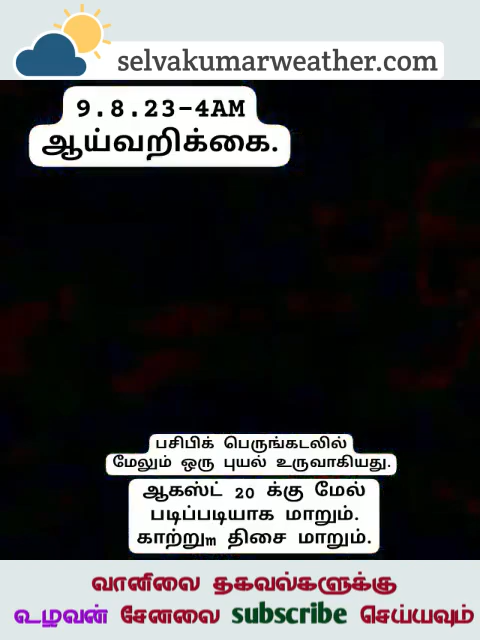 selvakumarweather.com
9.8.23-4AM
ஆய்வறிக்கை.
பசிபிக் பெருங்கடலில்
மேலும் ஒரு புயல் உருவாகியது.
ஆகஸ்ட் 20 க்கு மேல்
படிப்படியாக மாறும்.
காற்றுm திசை மாறும்.
வானிலை தகவல்களுக்கு
உழவன் சேனலை subscribe செய்யவும்